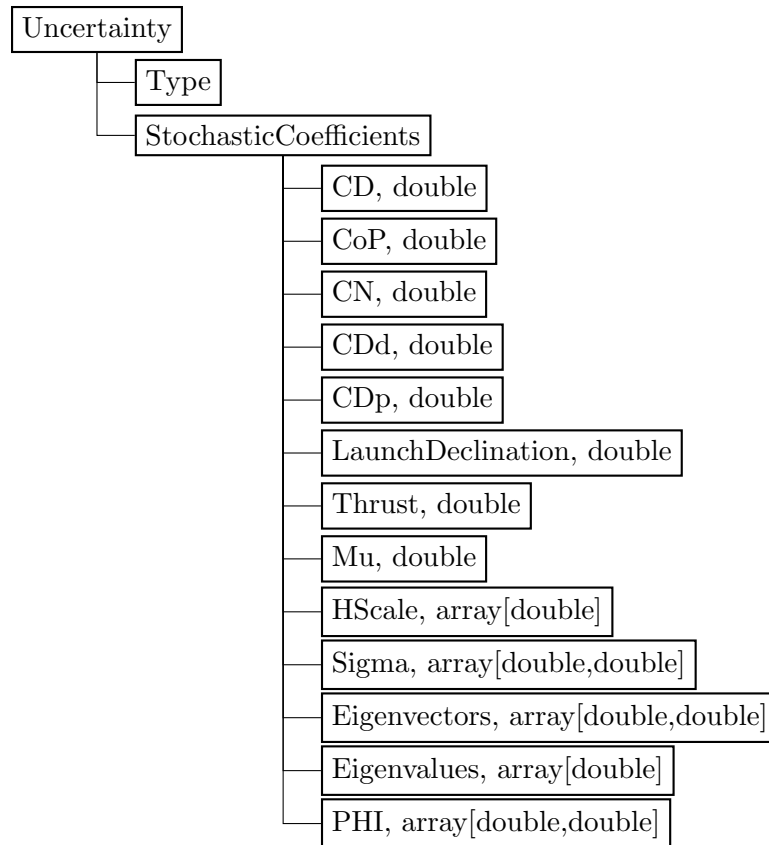 Uncertainty
Type
StochasticCoefficients
CD, double
CoP, double
CN, double
CDd, double
CDp, double
LaunchDeclination, double
Thrust, double
Mu, double
HScale, array[double]
Sigma, array[double,double]
Eigenvectors, array[double,double]
Eigenvalues, array[double]
PHI, array[double,double]